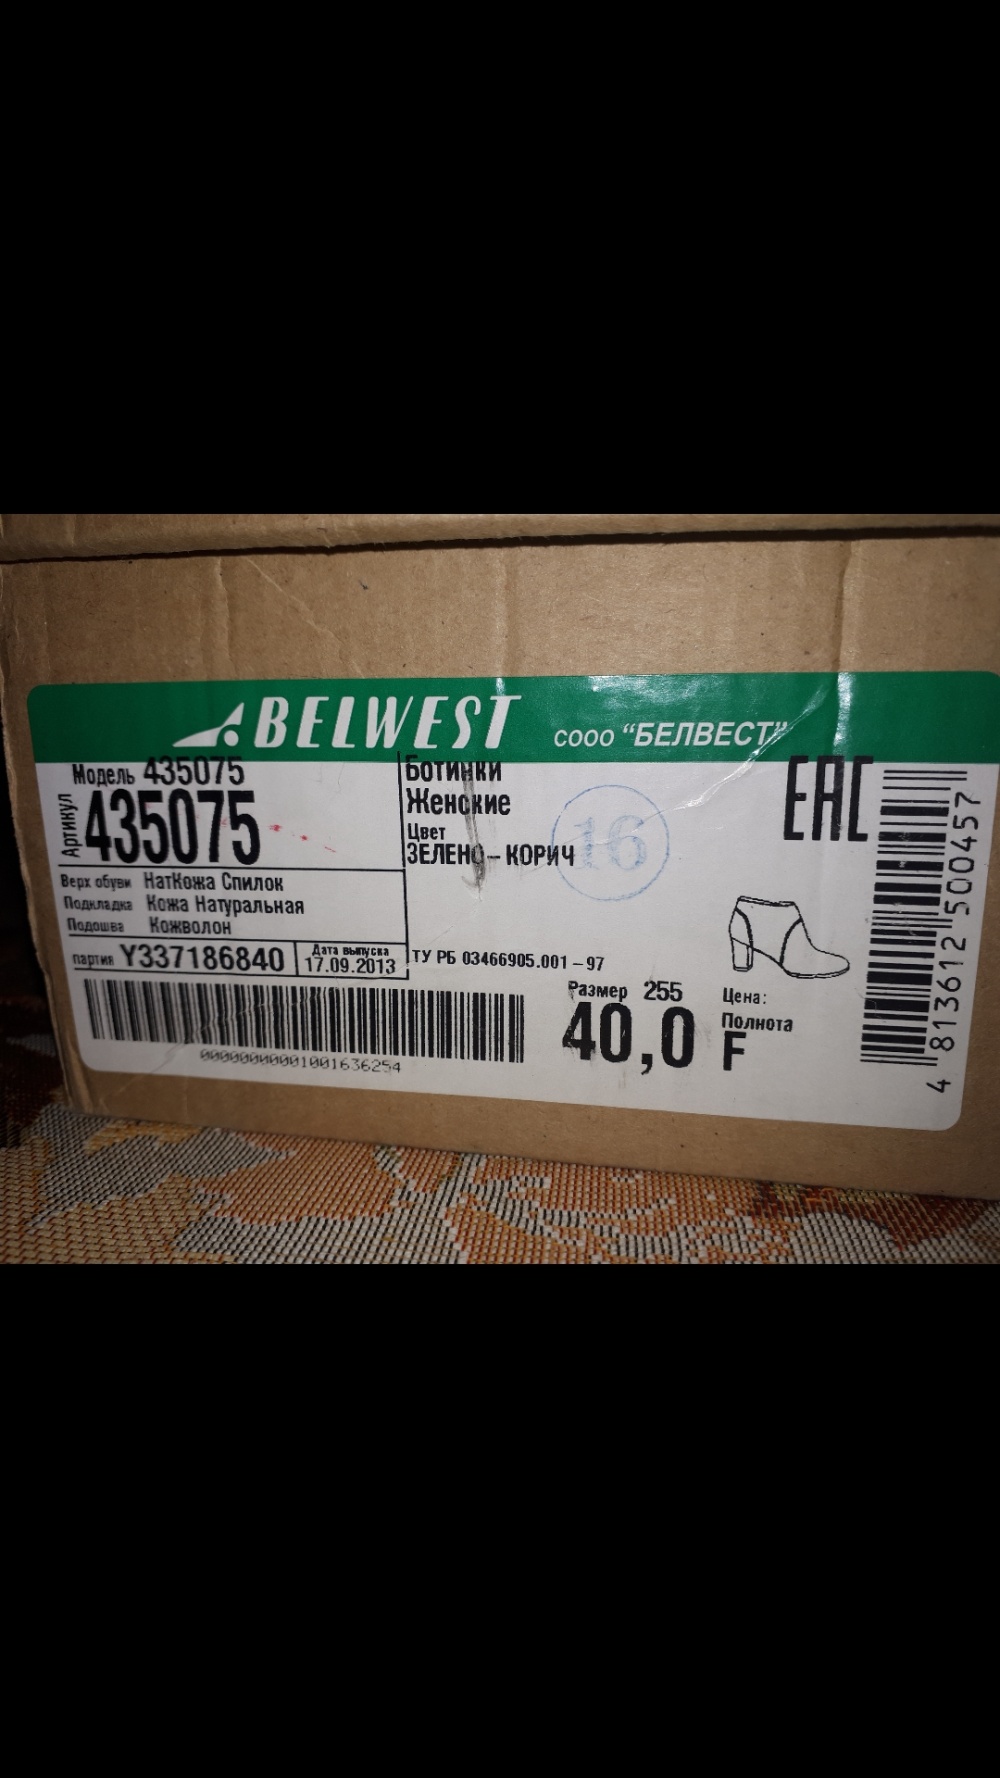 BELWEST СООО "БЕЛВЕСТ"
Модель 435075
Артикул 435075
Верх обуви НатКожа Спилок
Подкладка Кожа Натуральная
Подошва Кожволон
партия Y337186840
Дата выпуска
17.09.2013
Ботинки
Женские
Цвет
ЗЕЛЕНО-КОРИЧ
16
EAC
ТУ РБ 03466905.001-97
Размер 255
40,0
Цена:
Полнота
F
000000000001001636254
4 813612 500457